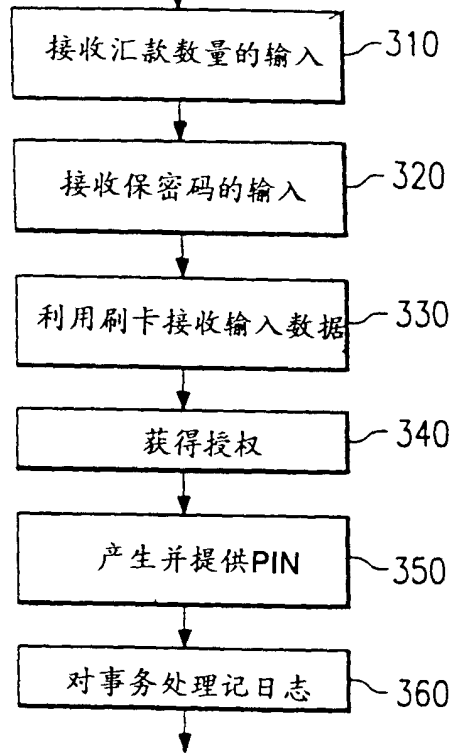 接收汇款数量的输入
310
接收保密码的输入
320
利用刷卡接收输入数据
330
获得授权
340
产生并提供PIN
350
对事务处理记日志
360